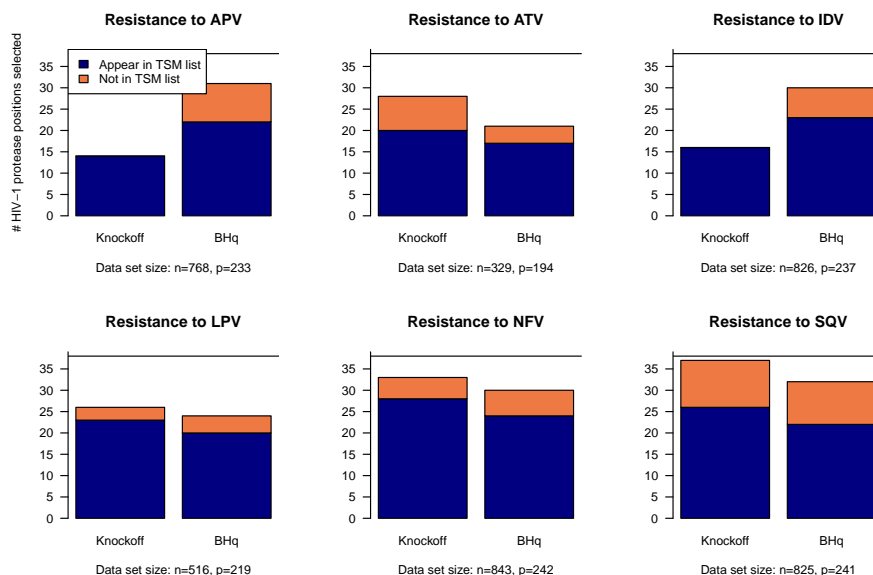 Resistance to APV
# HIV−1 protease positions selected
35
30
25
20
15
10
5
0
Appear in TSM list
Not in TSM list
Knockoff BHq
Data set size: n=768, p=233
Resistance to ATV
35
30
25
20
15
10
5
0
Knockoff BHq
Data set size: n=329, p=194
Resistance to IDV
35
30
25
20
15
10
5
0
Knockoff BHq
Data set size: n=826, p=237
Resistance to LPV
35
30
25
20
15
10
5
0
Knockoff BHq
Data set size: n=516, p=219
Resistance to NFV
35
30
25
20
15
10
5
0
Knockoff BHq
Data set size: n=843, p=242
Resistance to SQV
35
30
25
20
15
10
5
0
Knockoff BHq
Data set size: n=825, p=241